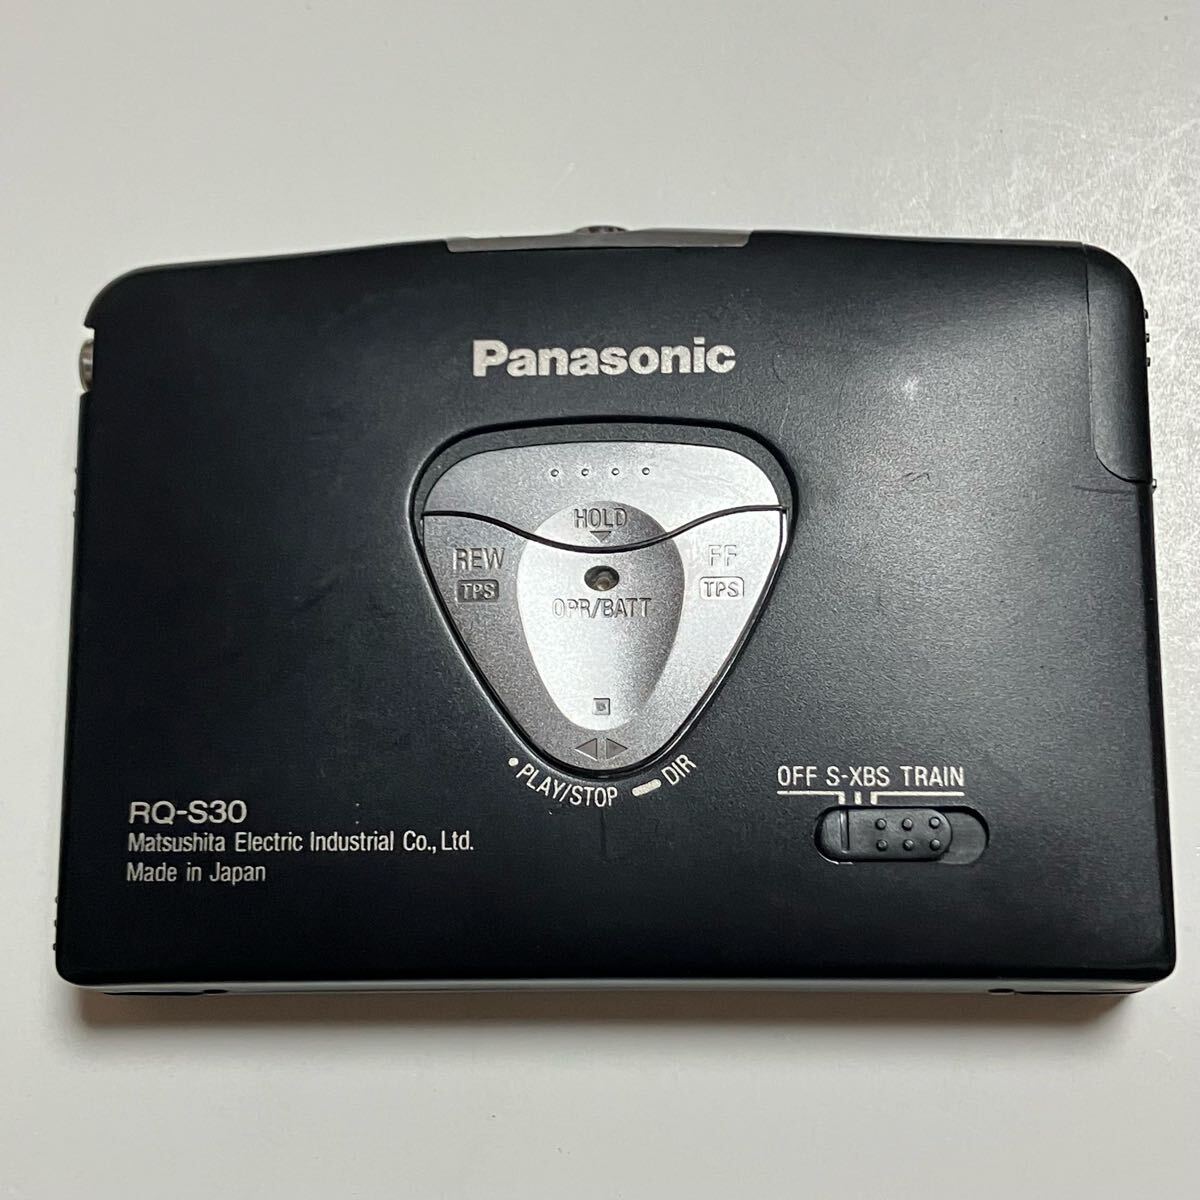 Panasonic
HOLD
REW FF
TPS TPS
OPR/BATT
• PLAY/STOP DIR
OFF S-XBS TRAIN
RQ-S30
Matsushita Electric Industrial Co., Ltd.
Made in Japan